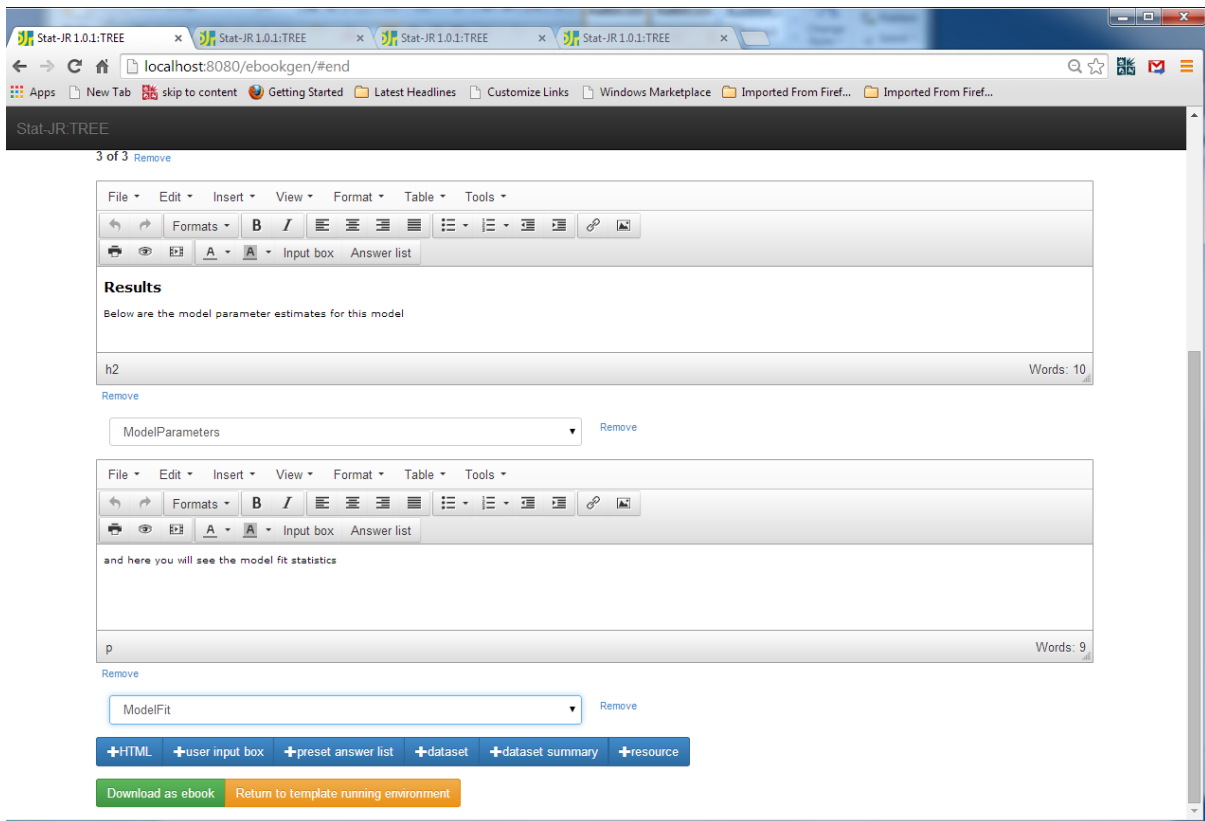 Stat-JR 1.0.1:TREE Stat-JR 1.0.1:TREE Stat-JR 1.0.1:TREE Stat-JR 1.0.1:TREE
localhost:8080/ebookgen/#end
Apps New Tab skip to content Getting Started Latest Headlines Customize Links Windows Marketplace Imported From Firef... Imported From Firef...
Stat-JR:TREE
3 of 3 Remove
File Edit Insert View Format Table Tools
Formats B I
A A Input box Answer list
Results
Below are the model parameter estimates for this model
h2 Words: 10
Remove
ModelParameters Remove
File Edit Insert View Format Table Tools
Formats B I
A A Input box Answer list
and here you will see the model fit statistics
p Words: 9
Remove
ModelFit Remove
+HTML +user input box +preset answer list +dataset +dataset summary +resource
Download as ebook Return to template running environment